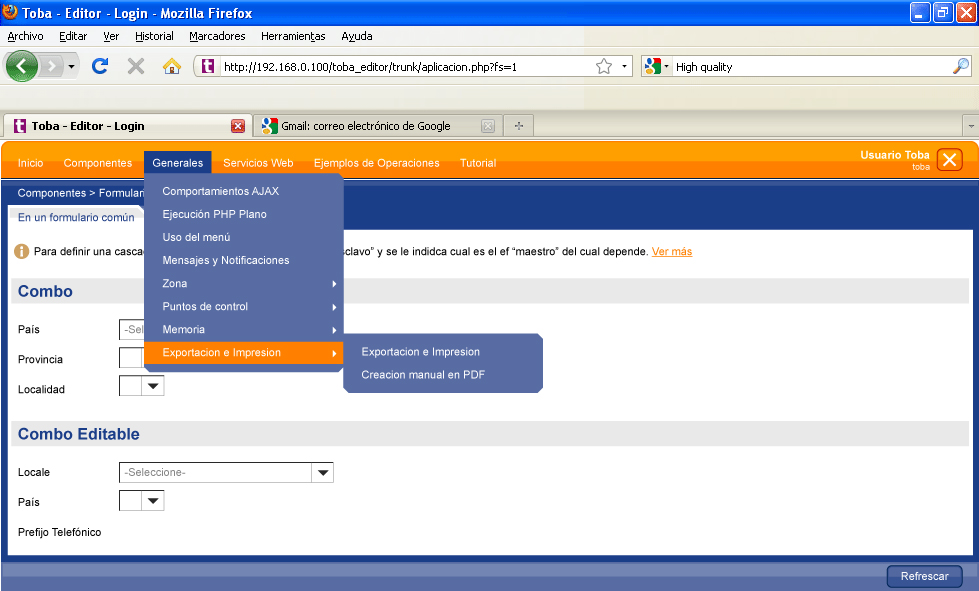 Toba - Editor - Login - Mozilla Firefox
Archivo Editar Ver Historial Marcadores Herramientas Ayuda
http://192.168.0.100/toba_editor/trunk/aplicacion.php?fs=1 High quality
Toba - Editor - Login Gmail: correo electrónico de Google
Inicio Componentes Generales Servicios Web Ejemplos de Operaciones Tutorial Usuario Toba
toba
Componentes > Formular
Comportamientos AJAX
En un formulario común Ejecución PHP Plano
Uso del menú
Para definir una casca sclavo” y se le indidca cual es el ef “maestro” del cual depende. Ver más
Mensajes y Notificaciones
Combo
Zona
Puntos de control
País -Sel
Memoria
Exportacion e Impresion Exportacion e Impresion
Provincia
Creacion manual en PDF
Localidad
Combo Editable
Locale -Seleccione-
País
Prefijo Telefónico
Refrescar